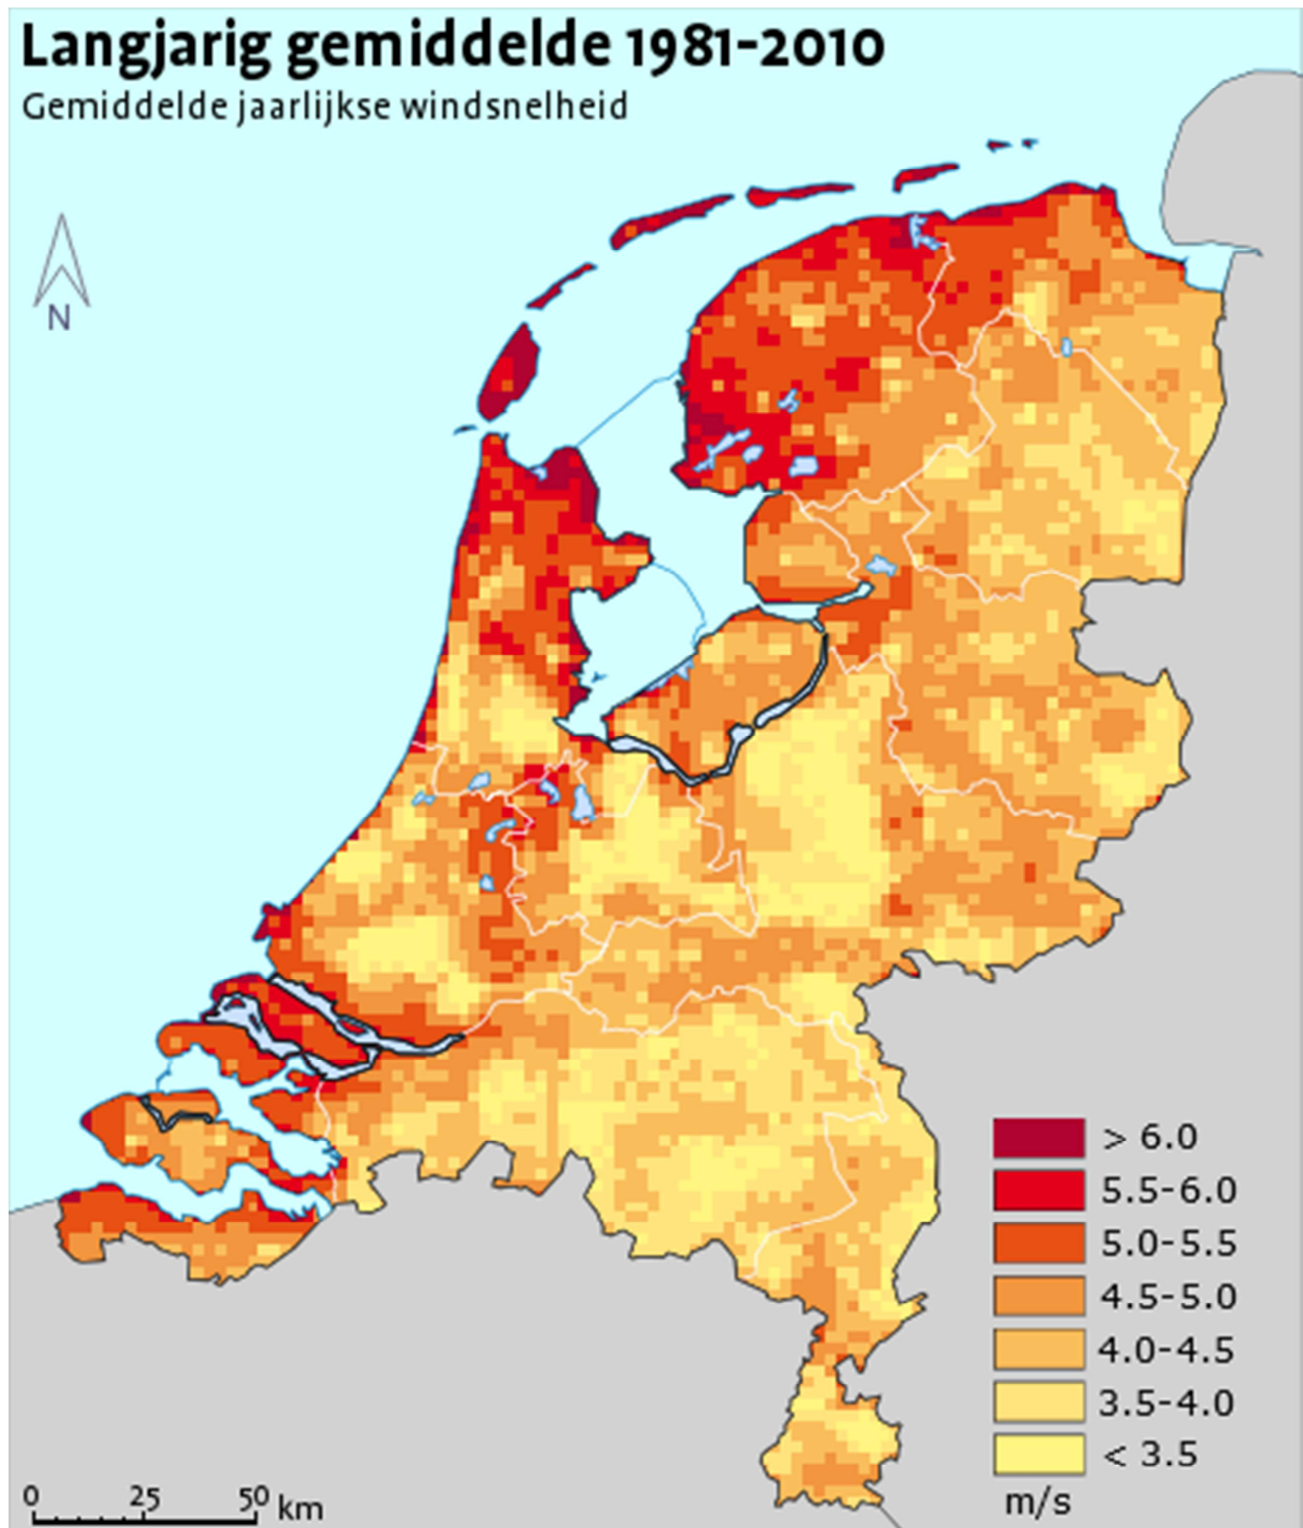 Langjarig gemiddelde 1981-2010
Gemiddelde jaarlijkse windsnelheid
N
> 6.0
5.5-6.0
5.0-5.5
4.5-5.0
4.0-4.5
3.5-4.0
< 3.5
m/s
0 25 50 km